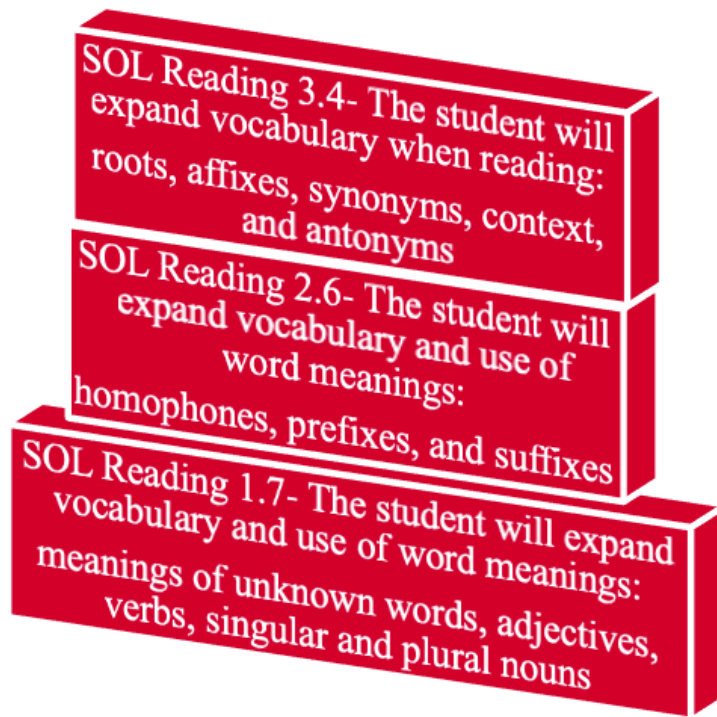 SOL Reading 3.4- The student will
expand vocabulary when reading:
roots, affixes, synonyms, context,
and antonyms
SOL Reading 2.6- The student will
expand vocabulary and use of
word meanings:
homophones, prefixes, and suffixes
SOL Reading 1.7- The student will expand
vocabulary and use of word meanings:
meanings of unknown words, adjectives,
verbs, singular and plural nouns